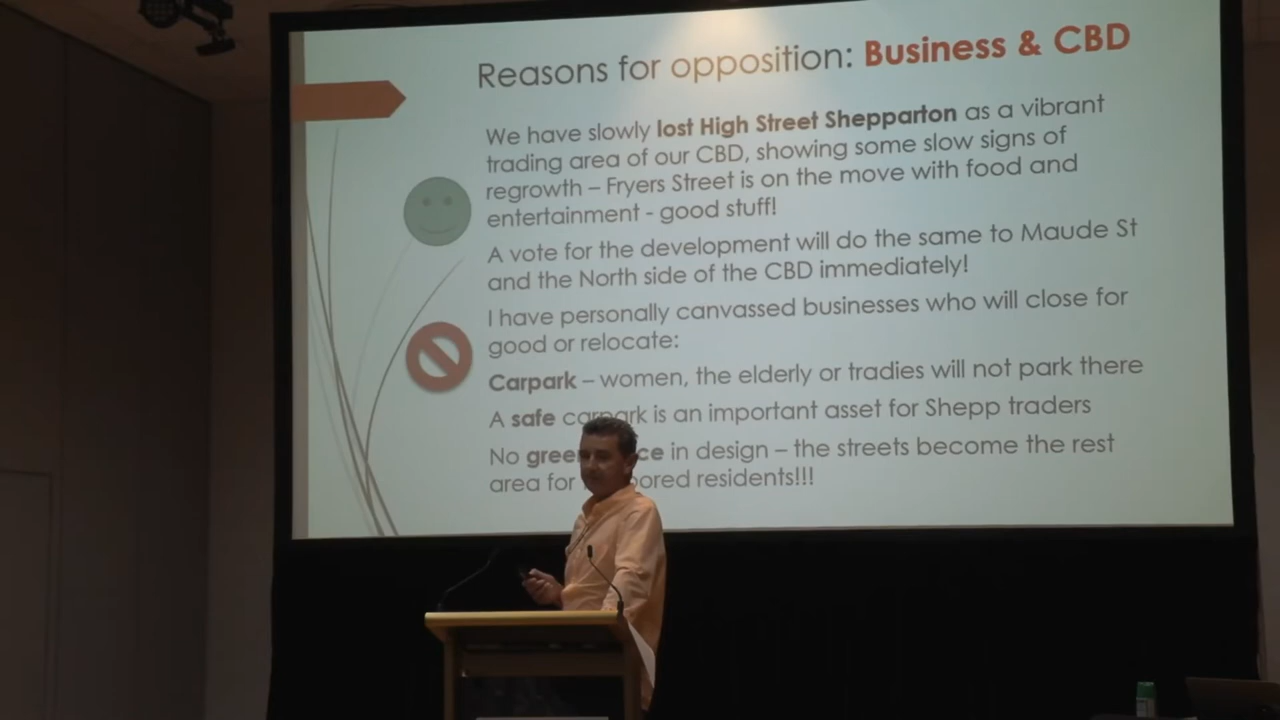 Reasons for opposition: Business & CBD
We have slowly lost High Street Shepparton as a vibrant
trading area of our CBD, showing some slow signs of
regrowth – Fryers Street is on the move with food and
entertainment - good stuff!
A vote for the development will do the same to Maude St
and the North side of the CBD immediately!
I have personally canvassed businesses who will close for
good or relocate:
Carpark – women, the elderly or tradies will not park there
A safe carpark is an important asset for Shepp traders
No in design – the streets become the rest
area for residents!!!